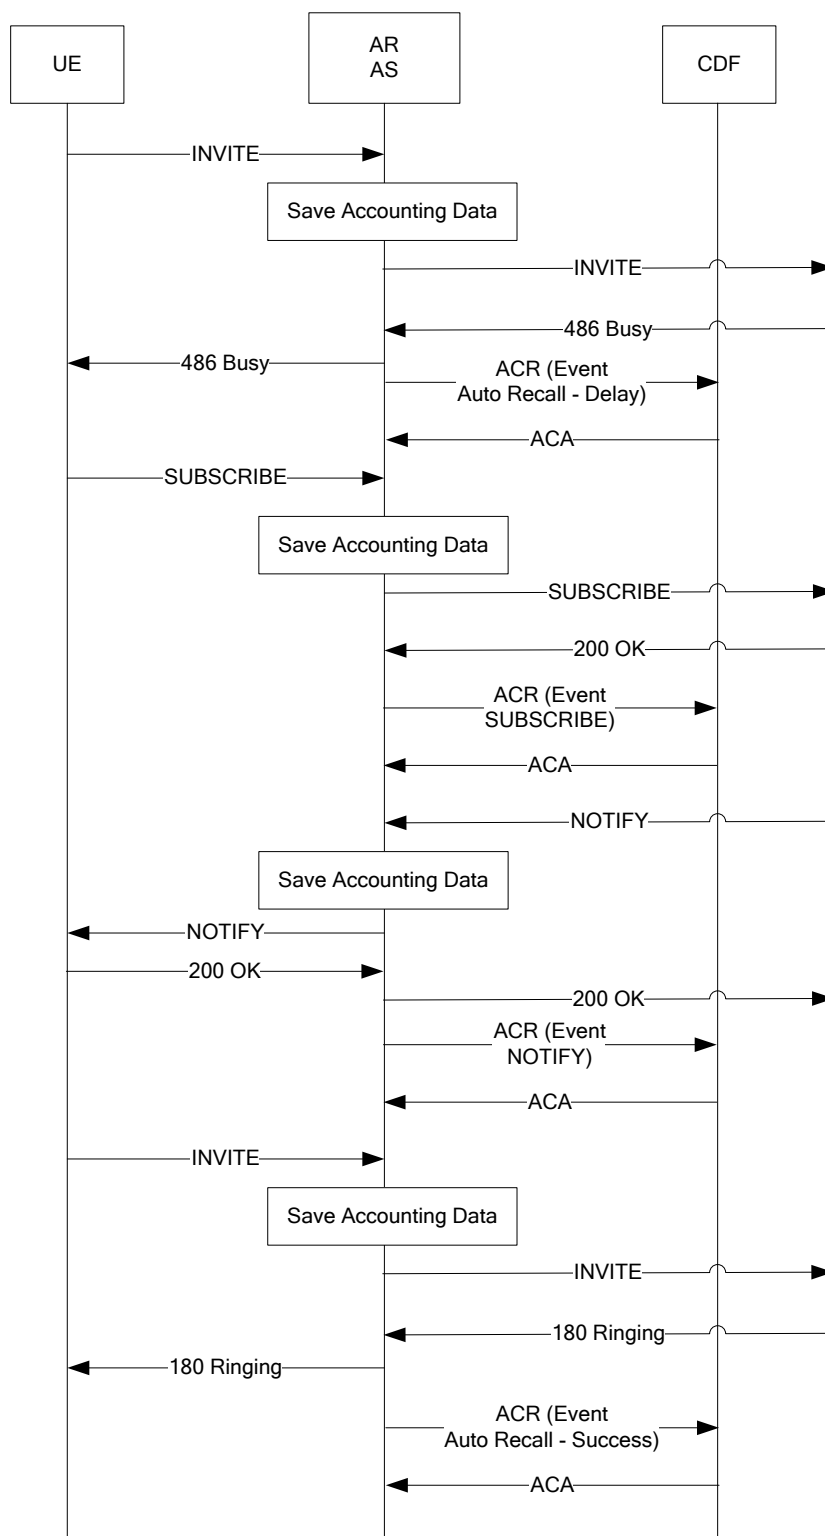 UE
AR
AS
CDF
INVITE
Save Accounting Data
INVITE
486 Busy
486 Busy
ACR (Event
Auto Recall - Delay)
ACA
SUBSCRIBE
Save Accounting Data
SUBSCRIBE
200 OK
ACR (Event
SUBSCRIBE)
ACA
NOTIFY
Save Accounting Data
NOTIFY
200 OK
200 OK
ACR (Event
NOTIFY)
ACA
INVITE
Save Accounting Data
INVITE
180 Ringing
180 Ringing
ACR (Event
Auto Recall - Success)
ACA